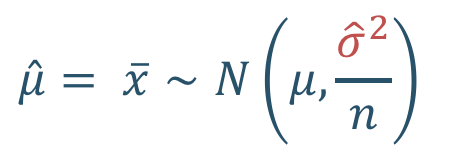 μ̂ = x̄ ~ N(μ, σ̂²/n)